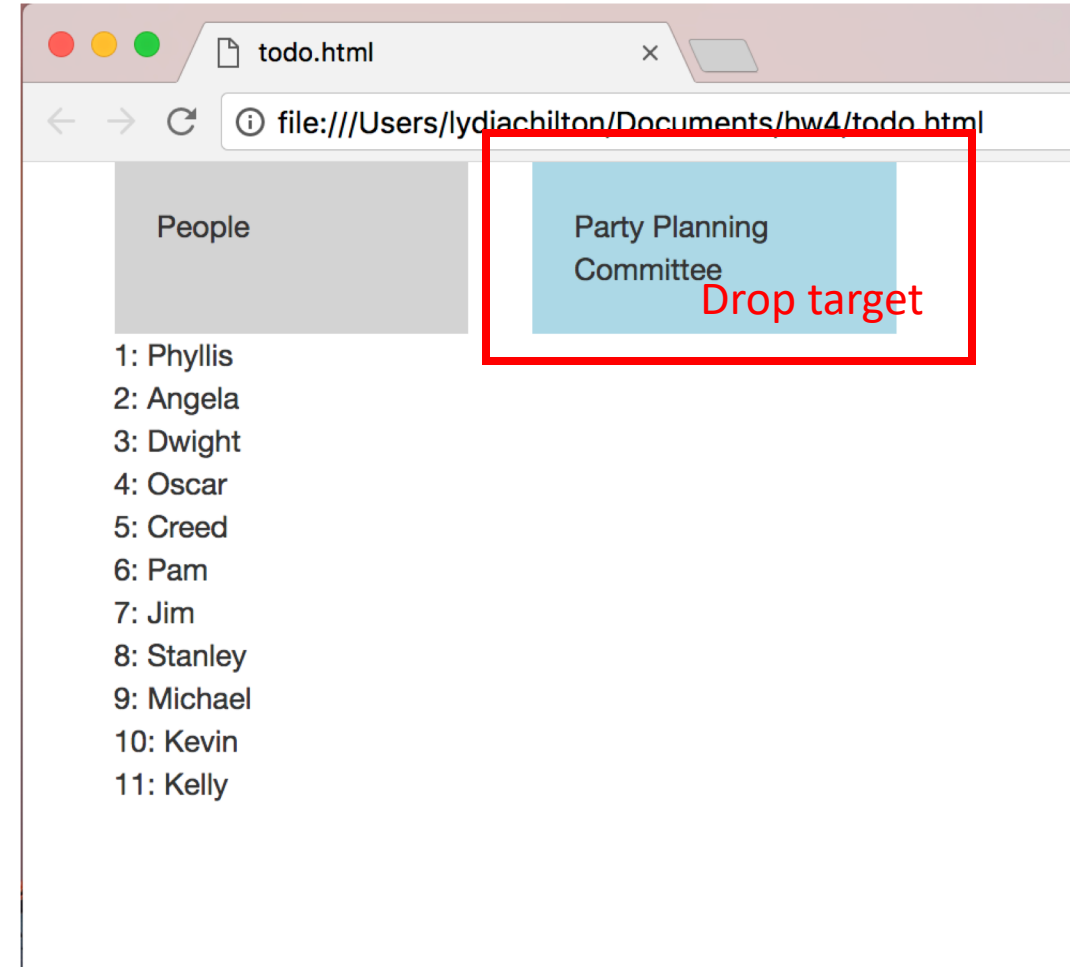 todo.html
file:///Users/lydiachilton/Documents/hw4/todo.html
People
Party Planning
Committee
Drop target
1: Phyllis
2: Angela
3: Dwight
4: Oscar
5: Creed
6: Pam
7: Jim
8: Stanley
9: Michael
10: Kevin
11: Kelly